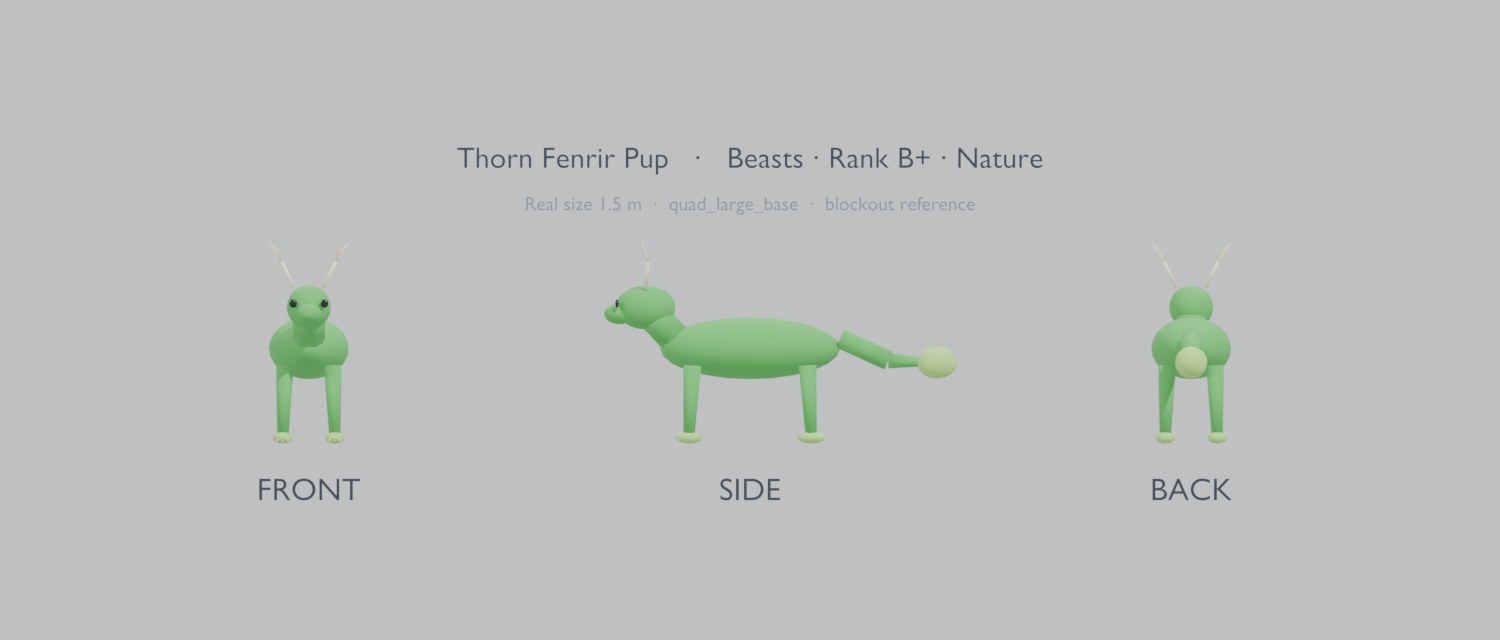 Thorn Fenrir Pup · Beasts · Rank B+ · Nature
Real size 1.5 m · quad_large_base · blockout reference
FRONT
SIDE
BACK